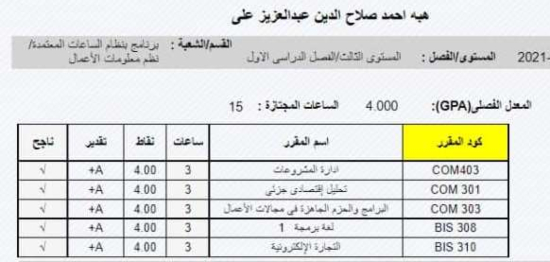 هبه احمد صلاح الدين عبدالعزيز على
القسم/الشعبة : برنامج بنظام الساعات المعتمدة/ نظم معلومات الأعمال
المستوى/الفصل : المستوى الثالث/الفصل الدراسى الاول 2021-
المعدل الفصلى(GPA): 4.000 الساعات المجتازة : 15
كود المقرر اسم المقرر ساعات نقاط تقدير ناجح
COM403 ادارة المشروعات 3 4.00 A+ √
COM 301 تحليل إقتصادى جزئى 3 4.00 A+ √
COM 303 البرامج والحزم الجاهزة فى مجالات الأعمال 3 4.00 A+ √
BIS 308 لغة برمجة 1 3 4.00 A+ √
BIS 310 التجارة الإلكترونية 3 4.00 A+ √